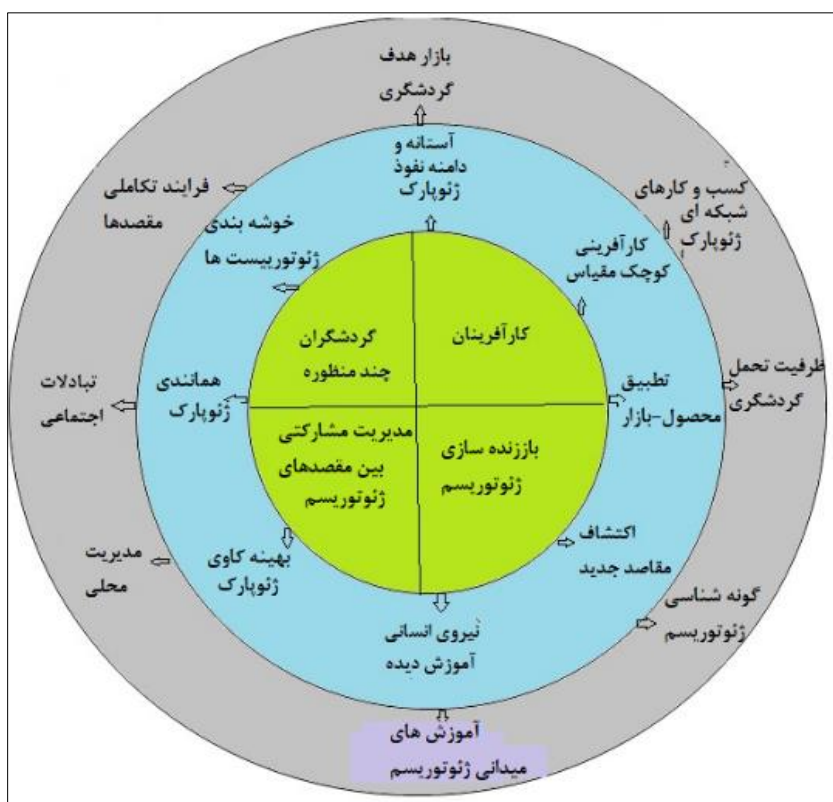 بازار هدف
گردشگری
آستانه و
دامنه نفوذ
ژئوپارک
کسب و کارهای
شبکه ای
ژئوپارک
فرایند تکاملی
مقصدها
خوشه بندی
ژئوتوریست ها
کارآفرینی
کوچک مقیاس
کارآفرینان
گردشگران
چند منظوره
ظرفیت تحمل
گردشگری
تطبیق
محصول-بازار
همانندی
ژئوپارک
تبادلات
اجتماعی
باززنده سازی
ژئوتوریسم
مدیریت مشارکتی
بین مقصدهای
ژئوتوریسم
اکتشاف
مقاصد جدید
بهینه کاوی
ژئوپارک
مدیریت
محلی
گونه شناسی
ژئوتوریسم
نیروی انسانی
آموزش دیده
آموزش های
میدانی ژئوتوریسم